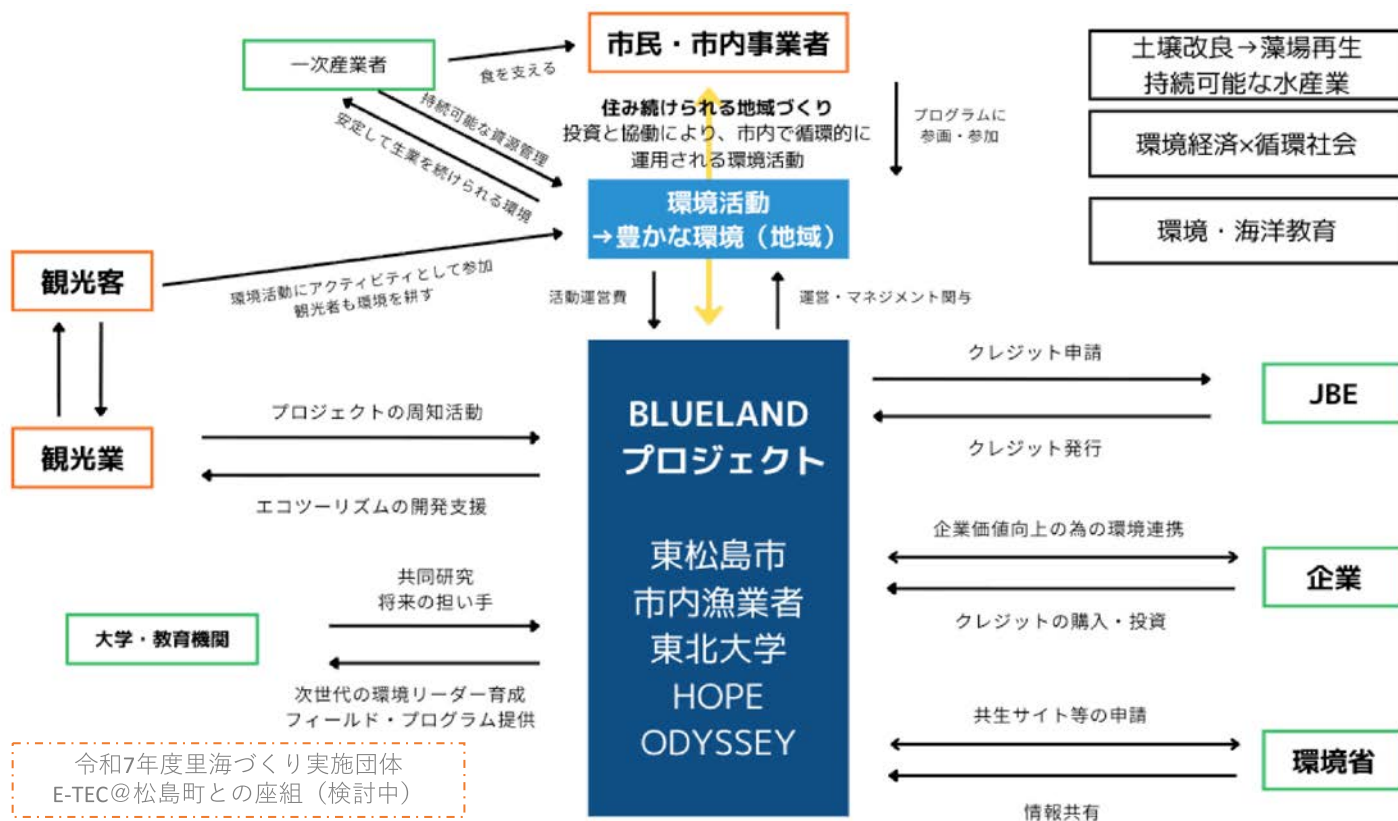 市民・市内事業者
一次産業者
食を支える
持続可能な資源管理
安定して生業を続けられる環境
住み続けられる地域づくり
投資と協働により、市内で循環的に
運用される環境活動
プログラムに
参画・参加
土壌改良→藻場再生
持続可能な水産業
環境経済×循環社会
環境・海洋教育
環境活動
→豊かな環境（地域）
観光客
環境活動にアクティビティとして参加
観光者も環境を耕す
活動運営費
運営・マネジメント関与
観光業
プロジェクトの周知活動
エコツーリズムの開発支援
BLUELAND
プロジェクト
東松島市
市内漁業者
東北大学
HOPE
ODYSSEY
クレジット申請
JBE
クレジット発行
企業価値向上の為の環境連携
企業
クレジットの購入・投資
共同研究
将来の担い手
大学・教育機関
次世代の環境リーダー育成
フィールド・プログラム提供
共生サイト等の申請
環境省
情報共有
令和7年度里海づくり実施団体
E-TEC＠松島町との座組（検討中）